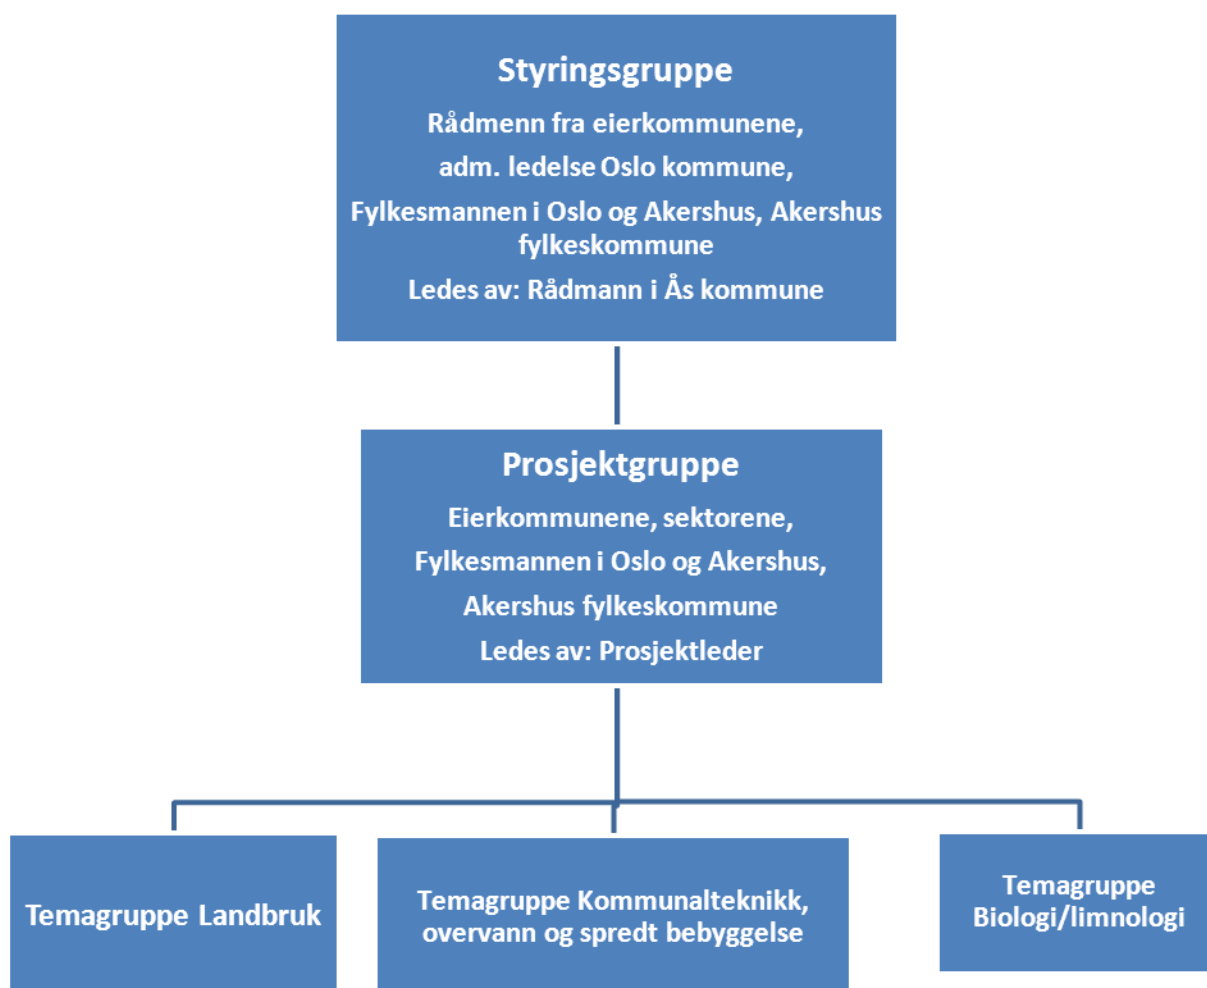 Styringsgruppe
Rådmenn fra eierkommunene,
adm. ledelse Oslo kommune,
Fylkesmannen i Oslo og Akershus, Akershus
fylkeskommune
Ledes av: Rådmann i Ås kommune
Prosjektgruppe
Eierkommunene, sektorene,
Fylkesmannen i Oslo og Akershus,
Akershus fylkeskommune
Ledes av: Prosjektleder
Temagruppe Landbruk
Temagruppe Kommunalteknikk,
overvann og spredt bebyggelse
Temagruppe
Biologi/limnologi